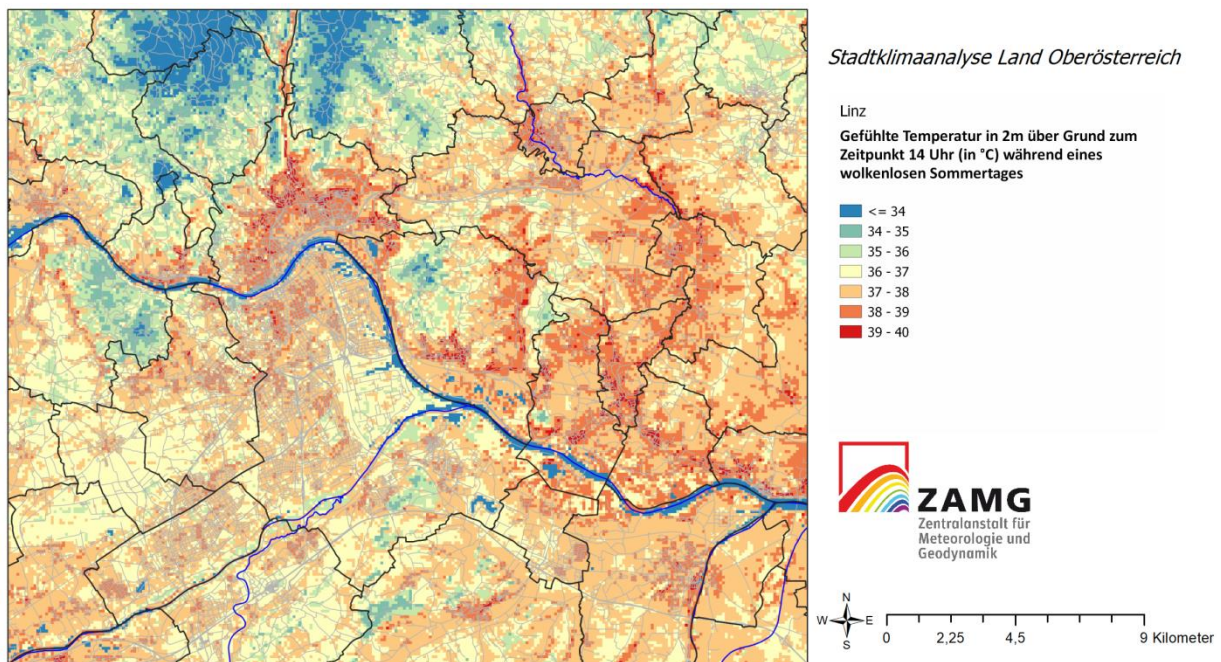 Stadtklimaanalyse Land Oberösterreich
Linz
Gefühlte Temperatur in 2m über Grund zum
Zeitpunkt 14 Uhr (in °C) während eines
wolkenlosen Sommertages
<= 34
34 - 35
35 - 36
36 - 37
37 - 38
38 - 39
39 - 40
ZAMG
Zentralanstalt für
Meteorologie und
Geodynamik
N
W E
S
0 2,25 4,5 9 Kilometer